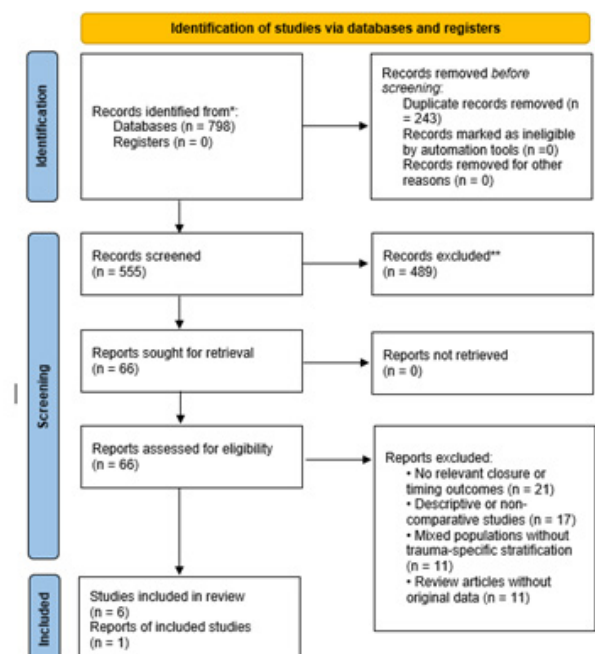 Identification of studies via databases and registers
Identification
Records identified from*:
Databases (n = 798)
Registers (n = 0)
Records removed before
screening:
Duplicate records removed (n
= 243)
Records marked as ineligible
by automation tools (n =0)
Records removed for other
reasons (n = 0)
Screening
Records screened
(n = 555)
Records excluded**
(n = 489)
Reports sought for retrieval
(n = 66)
Reports not retrieved
(n = 0)
Reports assessed for eligibility
(n = 66)
Reports excluded:
• No relevant closure or
timing outcomes (n = 21)
• Descriptive or non-
comparative studies (n = 17)
• Mixed populations without
trauma-specific stratification
(n = 11)
• Review articles without
original data (n = 11)
Included
Studies included in review
(n = 6)
Reports of included studies
(n = 1)